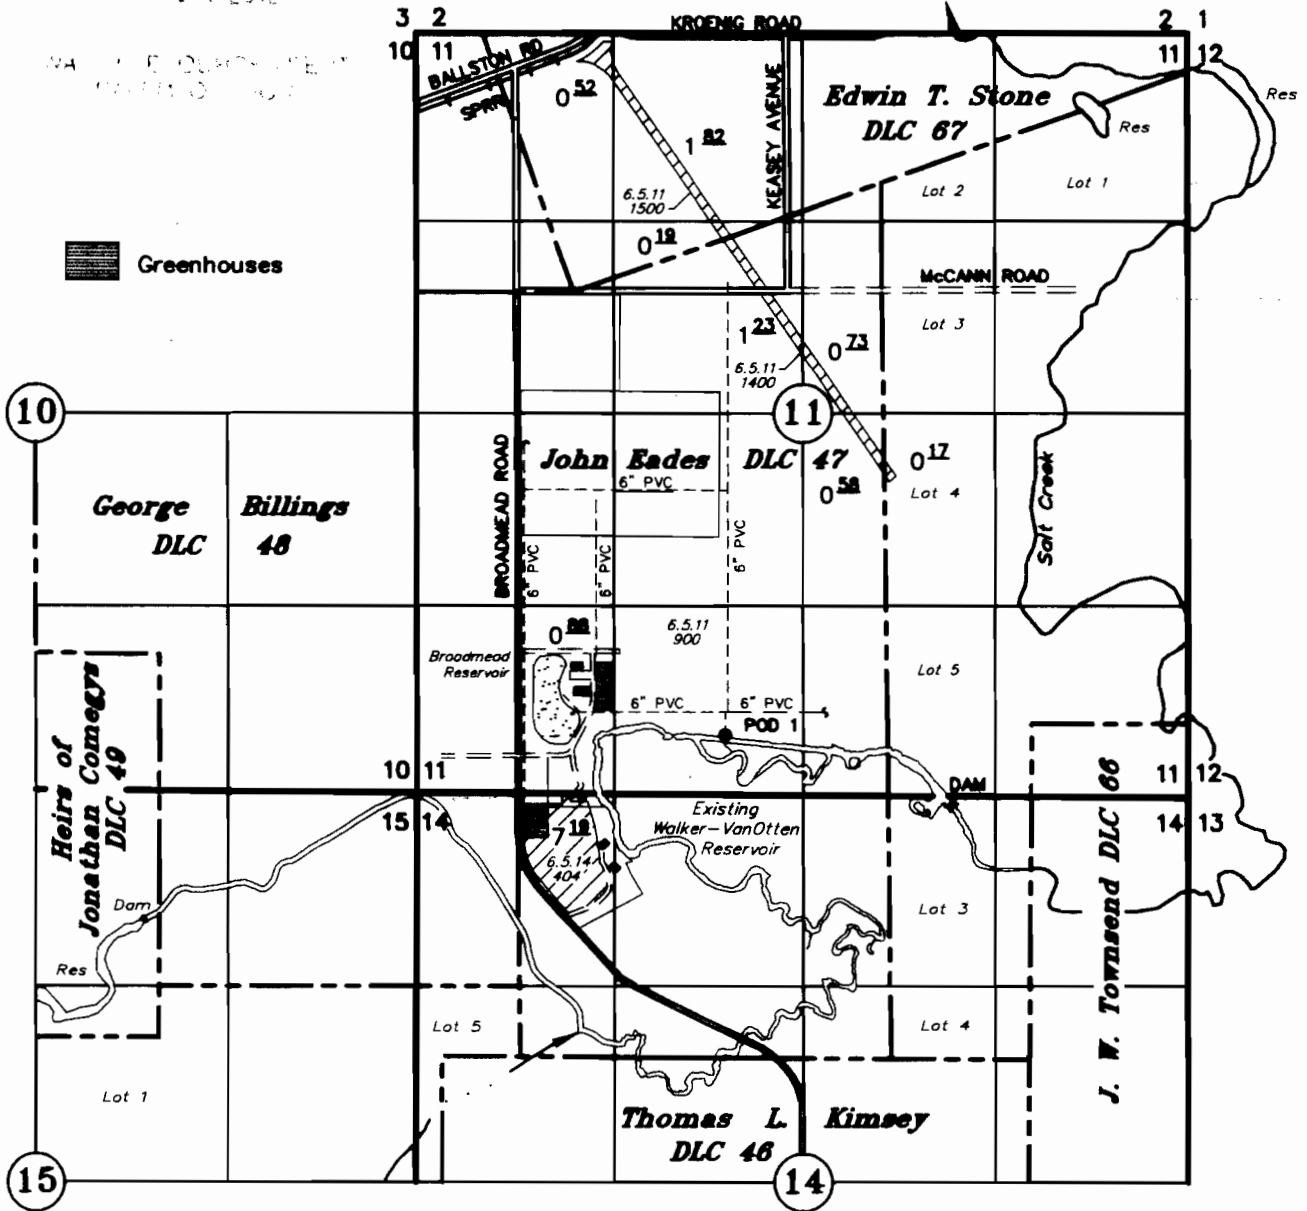 3 2
KROENIG ROAD
2 1
10 11
11 12
BALLSTON RD
SPRR
0 52
KEASEY AVENUE
Edwin T. Stone
DLC 67
Res
Res
1 82
6.5.11
1500
Lot 2
Lot 1
0 19
Greenhouses
McCANN ROAD
1 23
0 73
Lot 3
6.5.11
1400
10
11
BROADMEAD ROAD
John Eades DLC 47
6" PVC
0 17
0 58
Lot 4
George Billings
DLC 48
Salt Creek
6" PVC
6" PVC
6" PVC
0 88
6.5.11
900
Broadmead
Reservoir
Lot 5
6" PVC
6" PVC
POD 1
Heirs of
Jonathan Comegys
DLC 49
10 11
11 12
DAM
15 14
14 13
Existing
Walker-VanOtten
Reservoir
7 19
6.5.14
404
Dam
Lot 3
J. W. Townsend DLC 66
Res
Lot 5
Lot 4
Lot 1
Thomas L. Kimsey
DLC 46
15
14